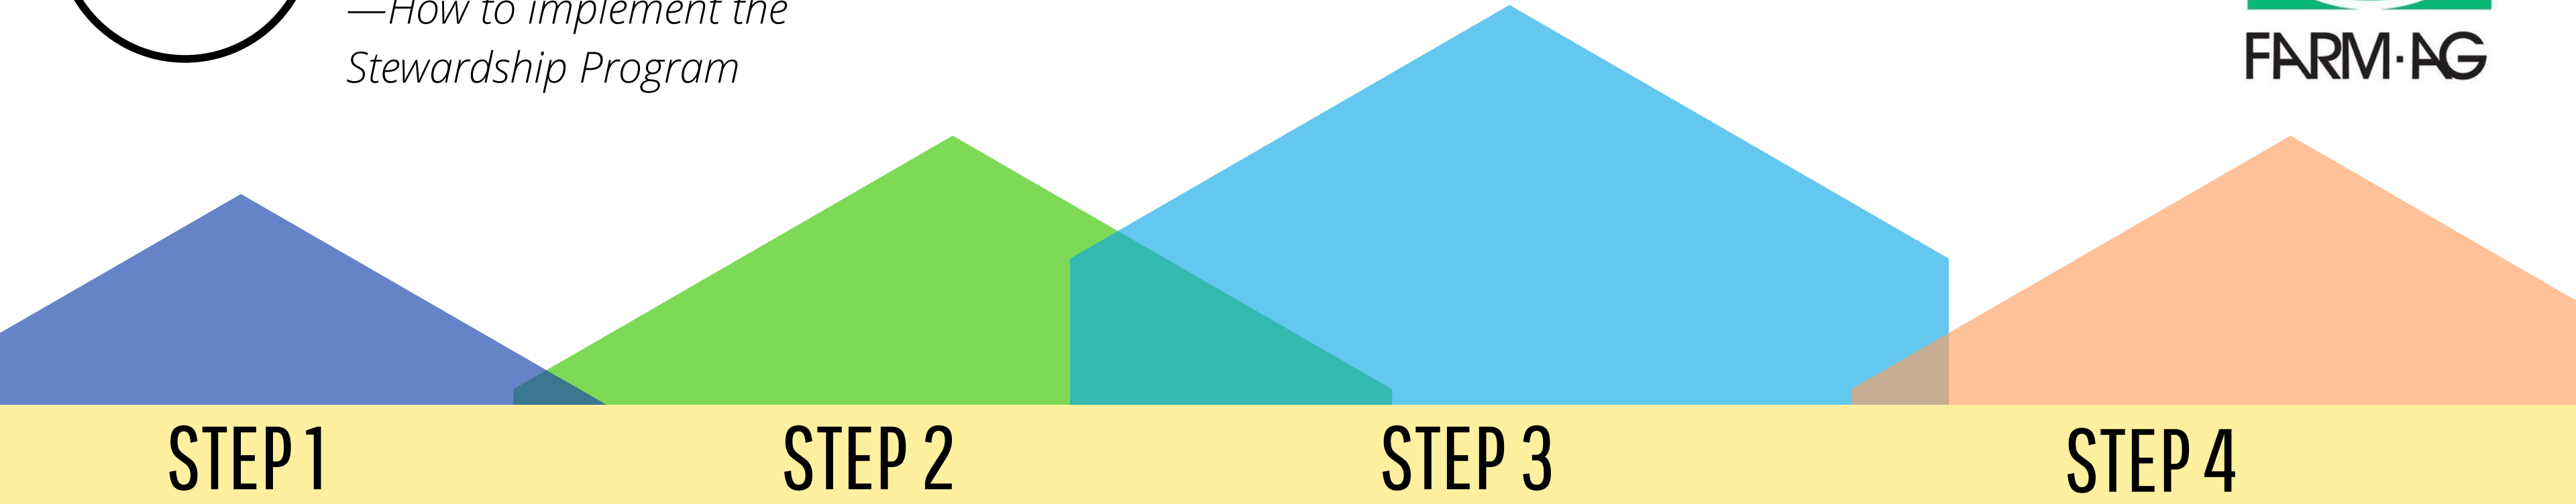 —How to implement the
Stewardship Program
FARM·AG
STEP 1
STEP 2
STEP 3
STEP 4